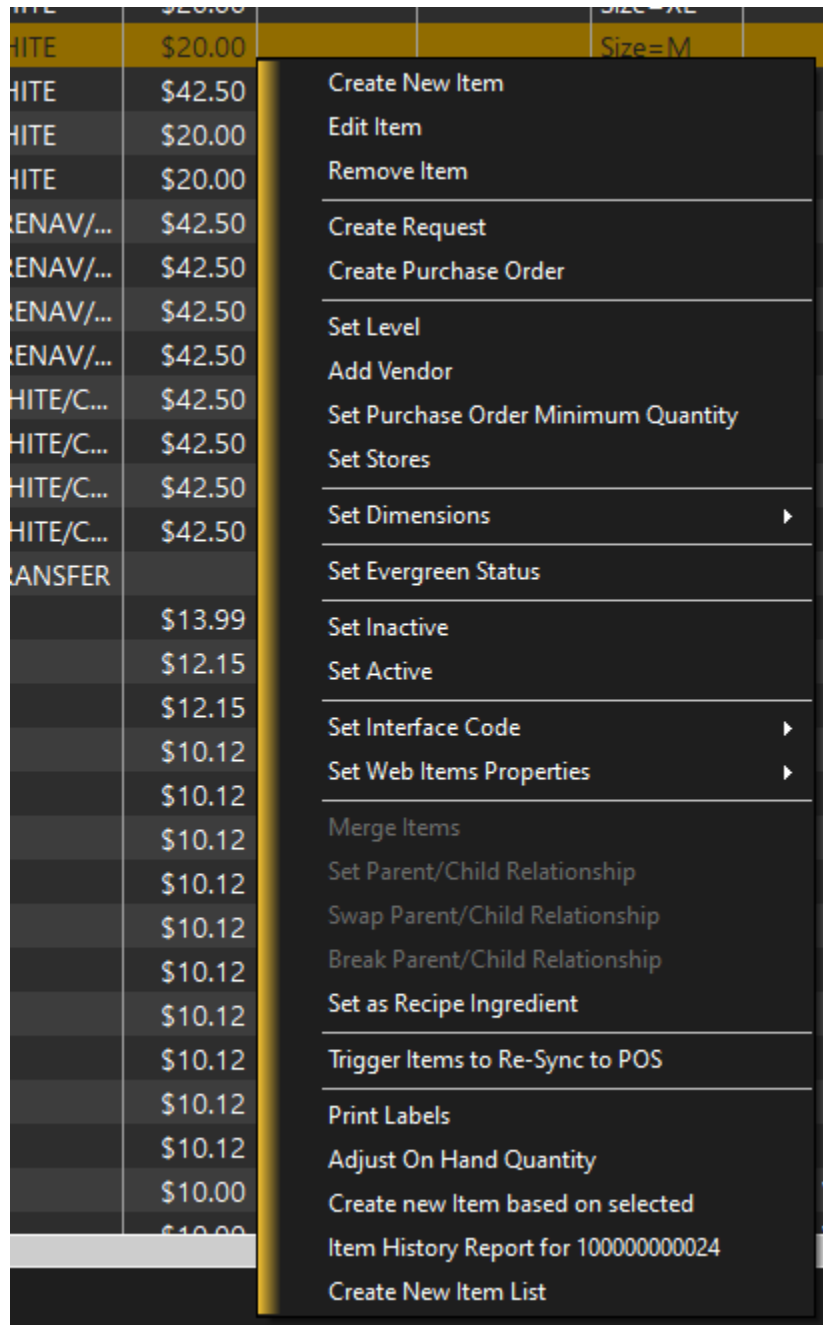 $20.00 Size=XL
HITE $20.00 Size=M
HITE $42.50
HITE $20.00
HITE $20.00
RENAV/... $42.50
RENAV/... $42.50
RENAV/... $42.50
RENAV/... $42.50
HITE/C... $42.50
HITE/C... $42.50
HITE/C... $42.50
HITE/C... $42.50
RANSFER
$13.99
$12.15
$12.15
$10.12
$10.12
$10.12
$10.12
$10.12
$10.12
$10.12
$10.12
$10.12
$10.12
$10.00
Create New Item
Edit Item
Remove Item
Create Request
Create Purchase Order
Set Level
Add Vendor
Set Purchase Order Minimum Quantity
Set Stores
Set Dimensions
Set Evergreen Status
Set Inactive
Set Active
Set Interface Code
Set Web Items Properties
Merge Items
Set Parent/Child Relationship
Swap Parent/Child Relationship
Break Parent/Child Relationship
Set as Recipe Ingredient
Trigger Items to Re-Sync to POS
Print Labels
Adjust On Hand Quantity
Create new Item based on selected
Item History Report for 100000000024
Create New Item List